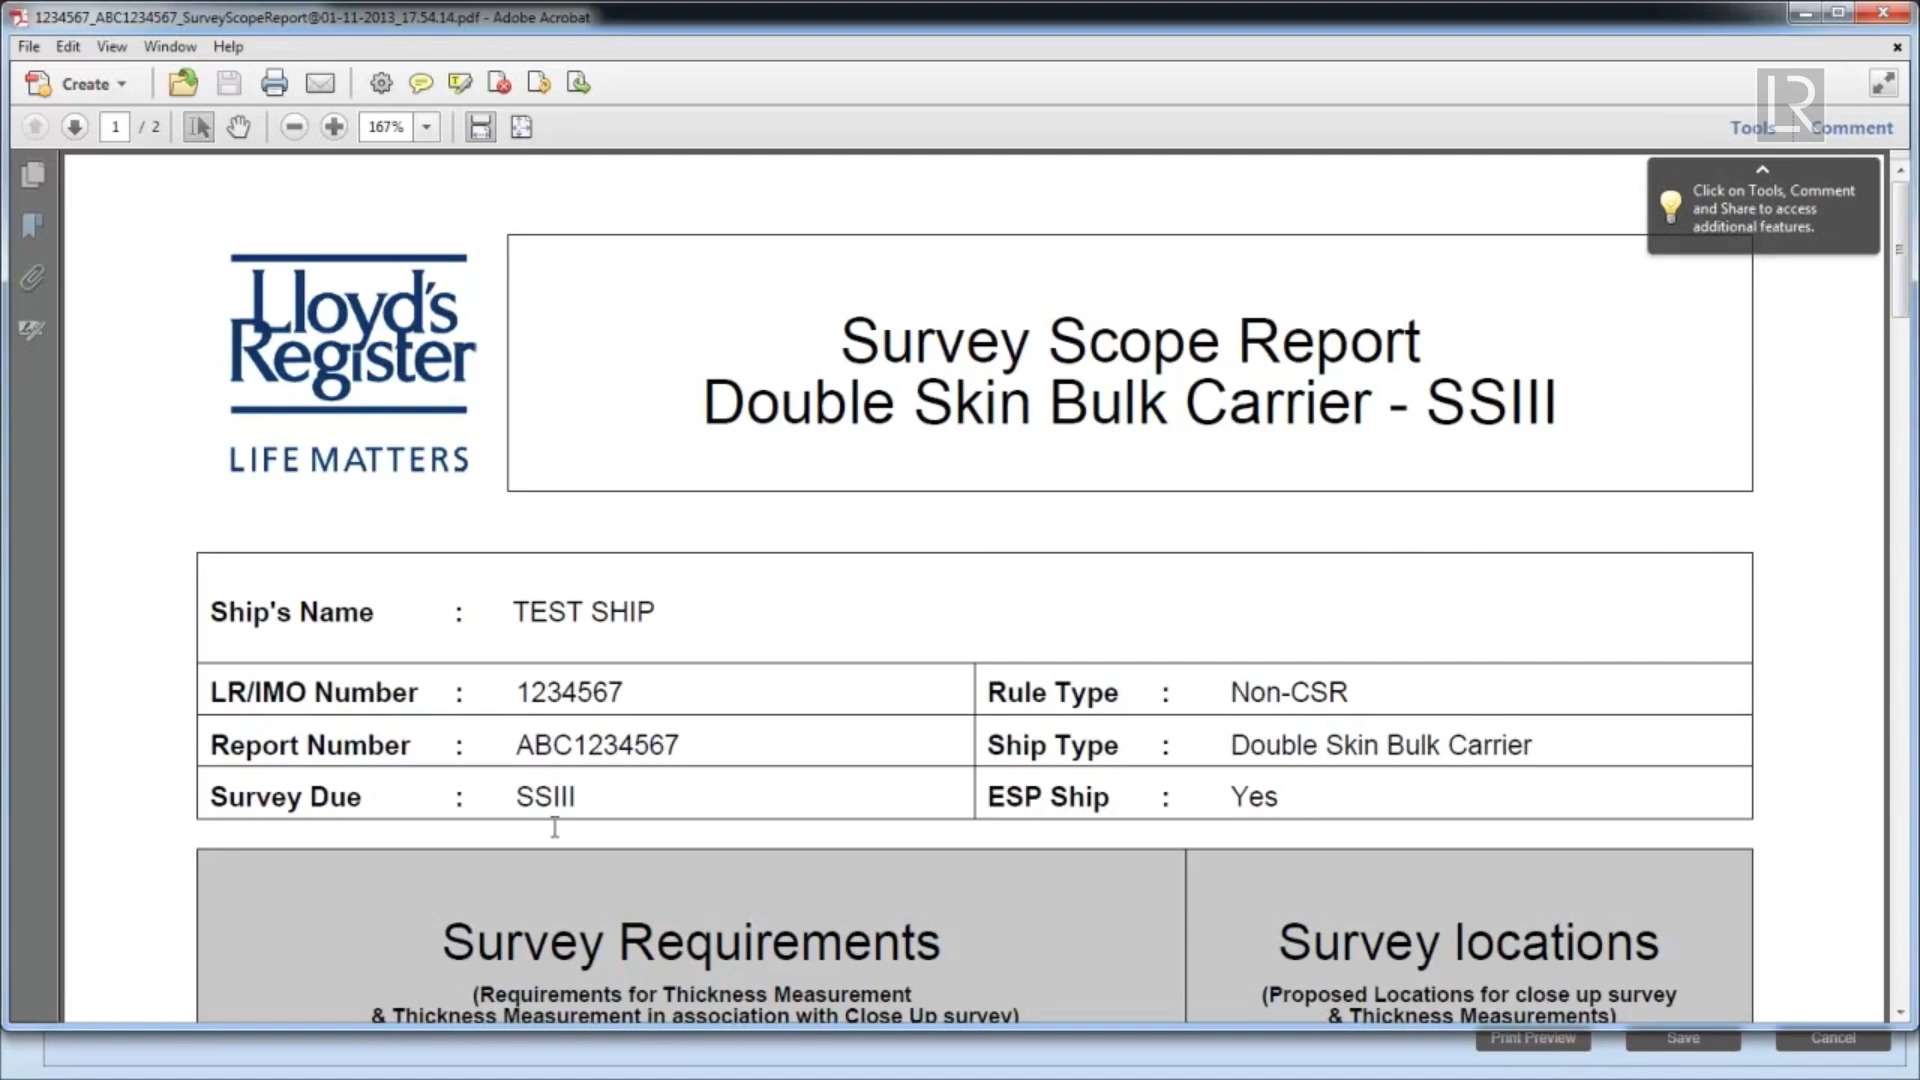 1234567_ABC1234567_SurveyScopeReport@01-11-2013_17.54.14.pdf - Adobe Acrobat
File Edit View Window Help
Create
1 / 2 167% Tools Comment
LR
Click on Tools, Comment
and Share to access
additional features.
Lloyd's
Register
LIFE MATTERS
Survey Scope Report
Double Skin Bulk Carrier - SSIII
Ship's Name : TEST SHIP
LR/IMO Number : 1234567 Rule Type : Non-CSR
Report Number : ABC1234567 Ship Type : Double Skin Bulk Carrier
Survey Due : SSIII ESP Ship : Yes
Survey Requirements
(Requirements for Thickness Measurement
& Thickness Measurement in association with Close Up survey)
Survey locations
(Proposed Locations for close up survey
& Thickness Measurements)
Print Preview Save Cancel